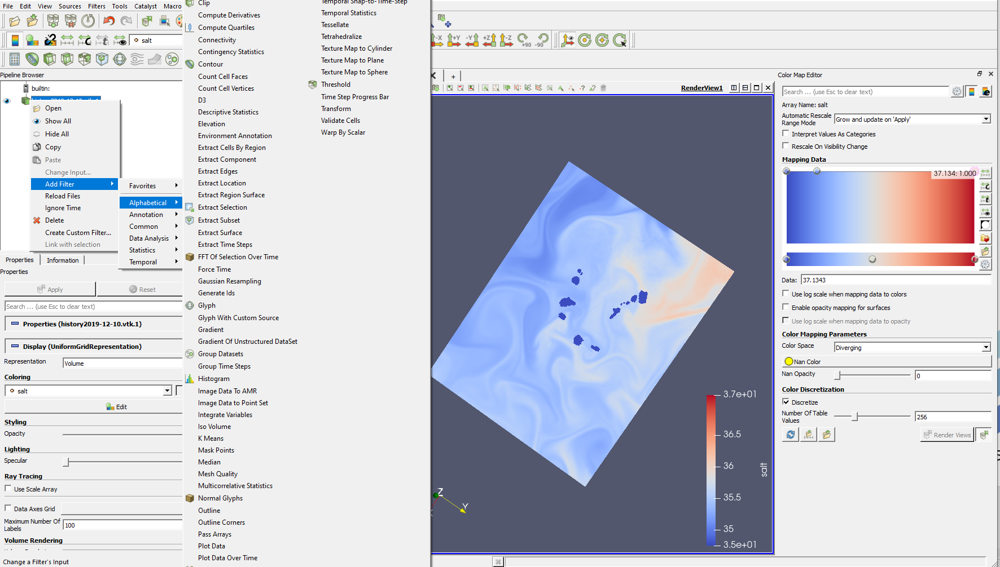 File Edit View Sources Filters Tools Catalyst Macro
salt
Pipeline Browser
builtin:
Open
Show All
Hide All
Copy
Paste
Change Input...
Add Filter
Reload Files
Ignore Time
Delete
Create Custom Filter...
Link with selection
Favorites
Alphabetical
Annotation
Common
Data Analysis
Statistics
Temporal
Properties Information
Properties
Apply Reset
Search ... (use Esc to clear text)
Properties (history2019-12-10.vtk.1)
Display (UniformGridRepresentation)
Representation Volume
Coloring
salt
Edit
Styling
Opacity
Lighting
Specular
Ray Tracing
Use Scale Array
Data Axes Grid
Maximum Number Of
Labels
100
Volume Rendering
Change a Filter's Input
Clip
Compute Derivatives
Compute Quartiles
Connectivity
Contingency Statistics
Contour
Count Cell Faces
Count Cell Vertices
D3
Descriptive Statistics
Elevation
Environment Annotation
Extract Cells By Region
Extract Component
Extract Edges
Extract Location
Extract Region Surface
Extract Selection
Extract Subset
Extract Surface
Extract Time Steps
FFT Of Selection Over Time
Force Time
Gaussian Resampling
Generate Ids
Glyph
Glyph With Custom Source
Gradient
Gradient Of Unstructured DataSet
Group Datasets
Group Time Steps
Histogram
Image Data To AMR
Image Data to Point Set
Integrate Variables
Iso Volume
K Means
Mask Points
Median
Mesh Quality
Multicorrelative Statistics
Normal Glyphs
Outline
Outline Corners
Pass Arrays
Plot Data
Plot Data Over Time
Temporal Snap-to-Time-Step
Temporal Statistics
Tessellate
Tetrahedralize
Texture Map to Cylinder
Texture Map to Plane
Texture Map to Sphere
Threshold
Time Step Progress Bar
Transform
Validate Cells
Warp By Scalar
-X +Y -Y +Z -Z +90 -90
RenderView1
Z
Y
3.7e+01
36.5
36
35.5
35
3.5e+01
salt
Color Map Editor
Search ... (use Esc to clear text)
Array Name: salt
Automatic Rescale
Range Mode
Grow and update on 'Apply'
Interpret Values As Categories
Rescale On Visibility Change
Mapping Data
37.134: 1.000
Data: 37.1343
Use log scale when mapping data to colors
Enable opacity mapping for surfaces
Use log scale when mapping data to opacity
Color Mapping Parameters
Color Space Diverging
Nan Color
Nan Opacity 0
Color Discretization
Discretize
Number Of Table
Values
256
Render Views